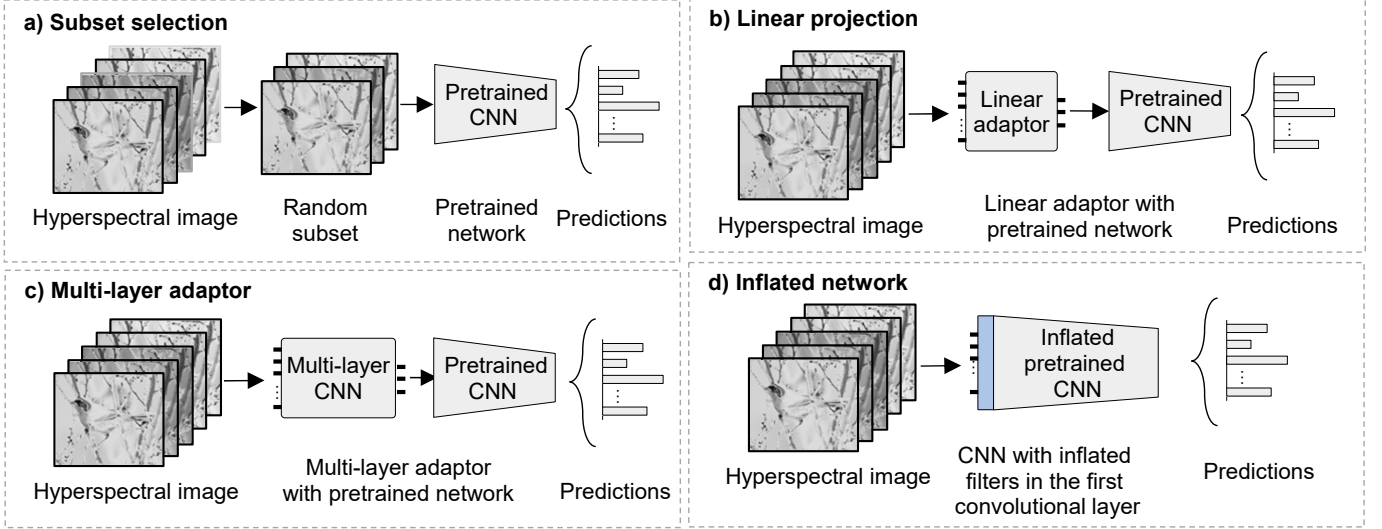 a) Subset selection
Pretrained
CNN
Hyperspectral image
Random
subset
Pretrained
network
Predictions
b) Linear projection
Linear
adaptor
Pretrained
CNN
Hyperspectral image
Linear adaptor with
pretrained network
Predictions
c) Multi-layer adaptor
Multi-layer
CNN
Pretrained
CNN
Hyperspectral image
Multi-layer adaptor
with pretrained network
Predictions
d) Inflated network
Inflated
pretrained
CNN
Hyperspectral image
CNN with inflated
filters in the first
convolutional layer
Predictions